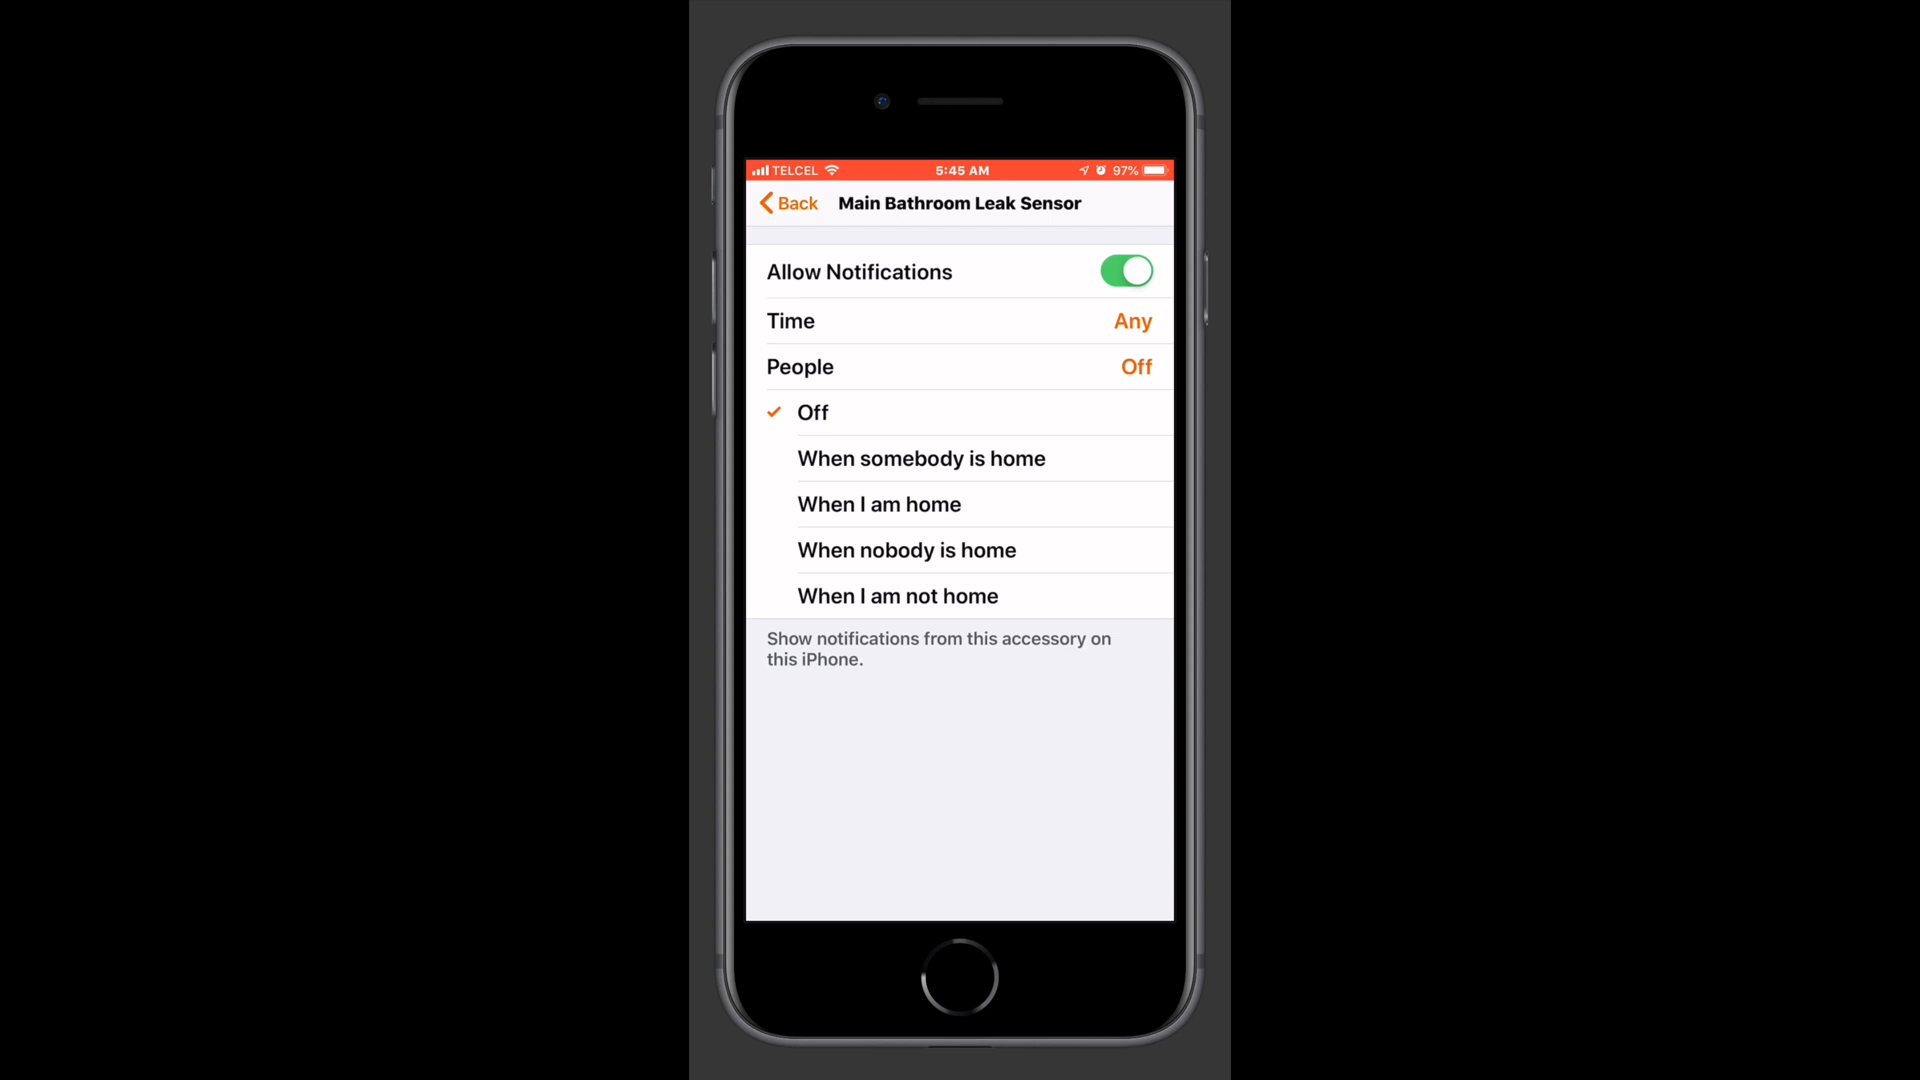 TELCEL 5:45 AM 97%
Back Main Bathroom Leak Sensor
Allow Notifications
Time Any
People Off
Off
When somebody is home
When I am home
When nobody is home
When I am not home
Show notifications from this accessory on
this iPhone.